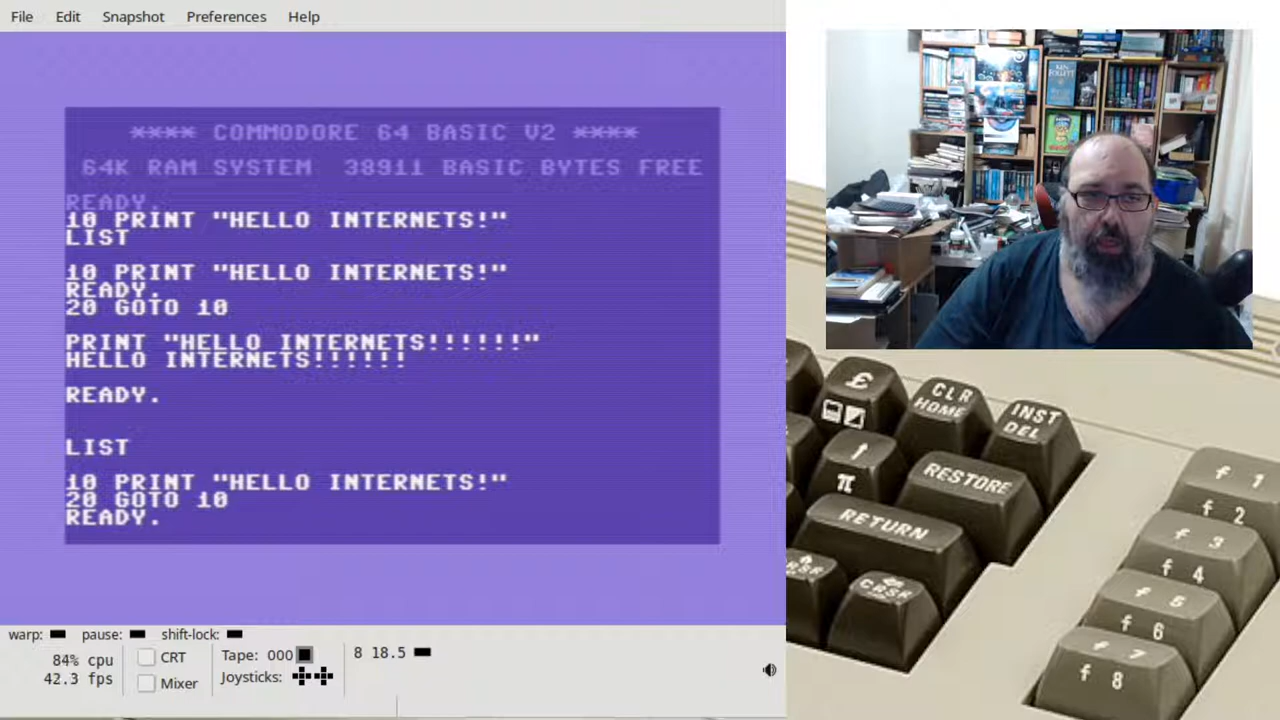 File Edit Snapshot Preferences Help
**** COMMODORE 64 BASIC V2 ****
64K RAM SYSTEM 38911 BASIC BYTES FREE
READY.
10 PRINT "HELLO INTERNETS!"
LIST
10 PRINT "HELLO INTERNETS!"
READY.
20 GOTO 10
PRINT "HELLO INTERNETS!!!!!!"
HELLO INTERNETS!!!!!!
READY.
LIST
10 PRINT "HELLO INTERNETS!"
20 GOTO 10
READY.
warp: pause: shift-lock:
84% cpu
42.3 fps
CRT
Mixer
Tape: 000
Joysticks:
8 18.5
KEN
FOLLETT
£
CLR
HOME
INST
DEL
↑
π
RESTORE
RETURN
CRSR
CRSR
f 1
f 2
f 3
f 4
f 5
f 6
f 7
f 8